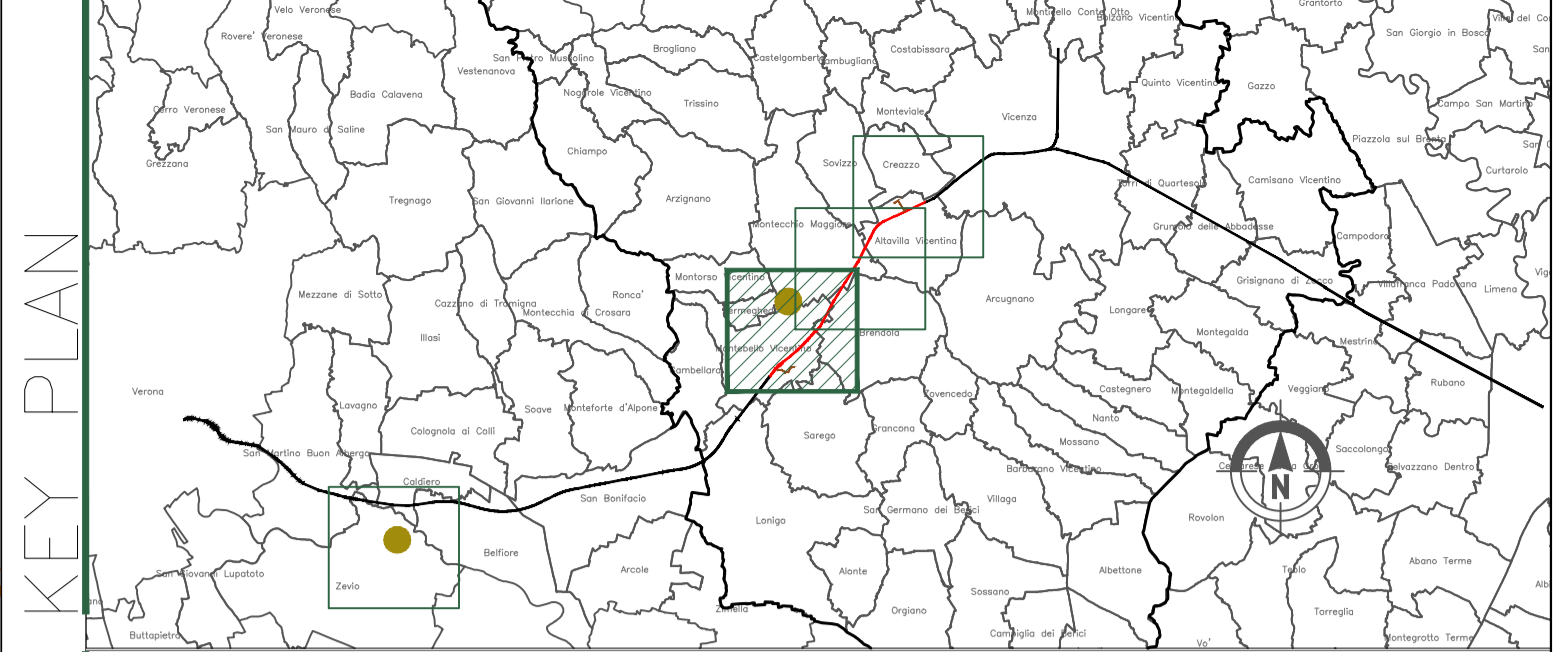 KEY PLAN
Velo Veronese
Rovere' Veronese
Cerro Veronese
Grezzana
San Mauro di Saline
Badia Calavena
Vestenanova
San Pietro Mussolino
Nogarole Vicentino
Brogliano
Trissino
Castelgomberto
Gambugliano
Costabissara
Monticello Conte Otto
Bolzano Vicentin
Grantorto
San Giorgio in Bosco
Quinto Vicentino
Gazzo
Campo San Martino
Piazzola sul Brenta
Curtarolo
Monteviale
Vicenza
Chiampo
Sovizzo
Creazzo
Torri di Quartesolo
Camisano Vicentino
Tregnago
San Giovanni Ilarione
Arzignano
Montecchio Maggiore
Altavilla Vicentina
Grumolo delle Abbadesse
Campodoro
Montorso Vicentino
Mezzane di Sotto
Cazzano di Tramigna
Montecchia di Crosara
Ronca'
Zermeghedo
Arcugnano
Longare
Grisignano di Zocco
Villafranca Padovana
Limena
Illasi
Brendola
Montegalda
Mestrino
Montebello Vicentino
Gambellara
Verona
Lavagno
Soave
Monteforte d'Alpone
Zovencedo
Castegnero
Montegaldella
Veggiano
Rubano
Colognola ai Colli
Sarego
Grancona
Nanto
Mossano
San Martino Buon Albergo
Saccolongo
Selvazzano Dentro
Barbarano Vicentino
Caldiero
San Bonifacio
Villaga
N
San Germano dei Berici
Lonigo
Rovolon
Belfiore
Abano Terme
San Giovanni Lupatoto
Zevio
Arcole
Alonte
Albettone
Teolo
Sossano
Zimella
Orgiano
Torreglia
Buttapietra
Campiglia dei Berici
Vo'
Montegrotto Terme